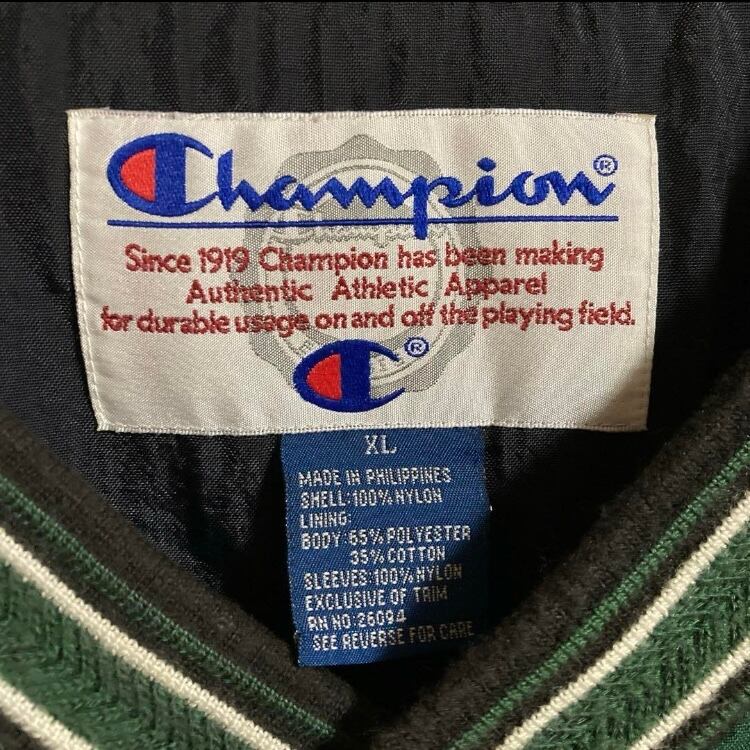 Champion®
Since 1919 Champion has been making
Authentic Athletic Apparel
for durable usage on and off the playing field.
®
XL
MADE IN PHILIPPINES
SHELL:100%NYLON
LINING:
BODY:65%POLYESTER
35%COTTON
SLEEVES:100%NYLON
EXCLUSIVE OF TRIM
RN NO:26094
SEE REVERSE FOR CARE